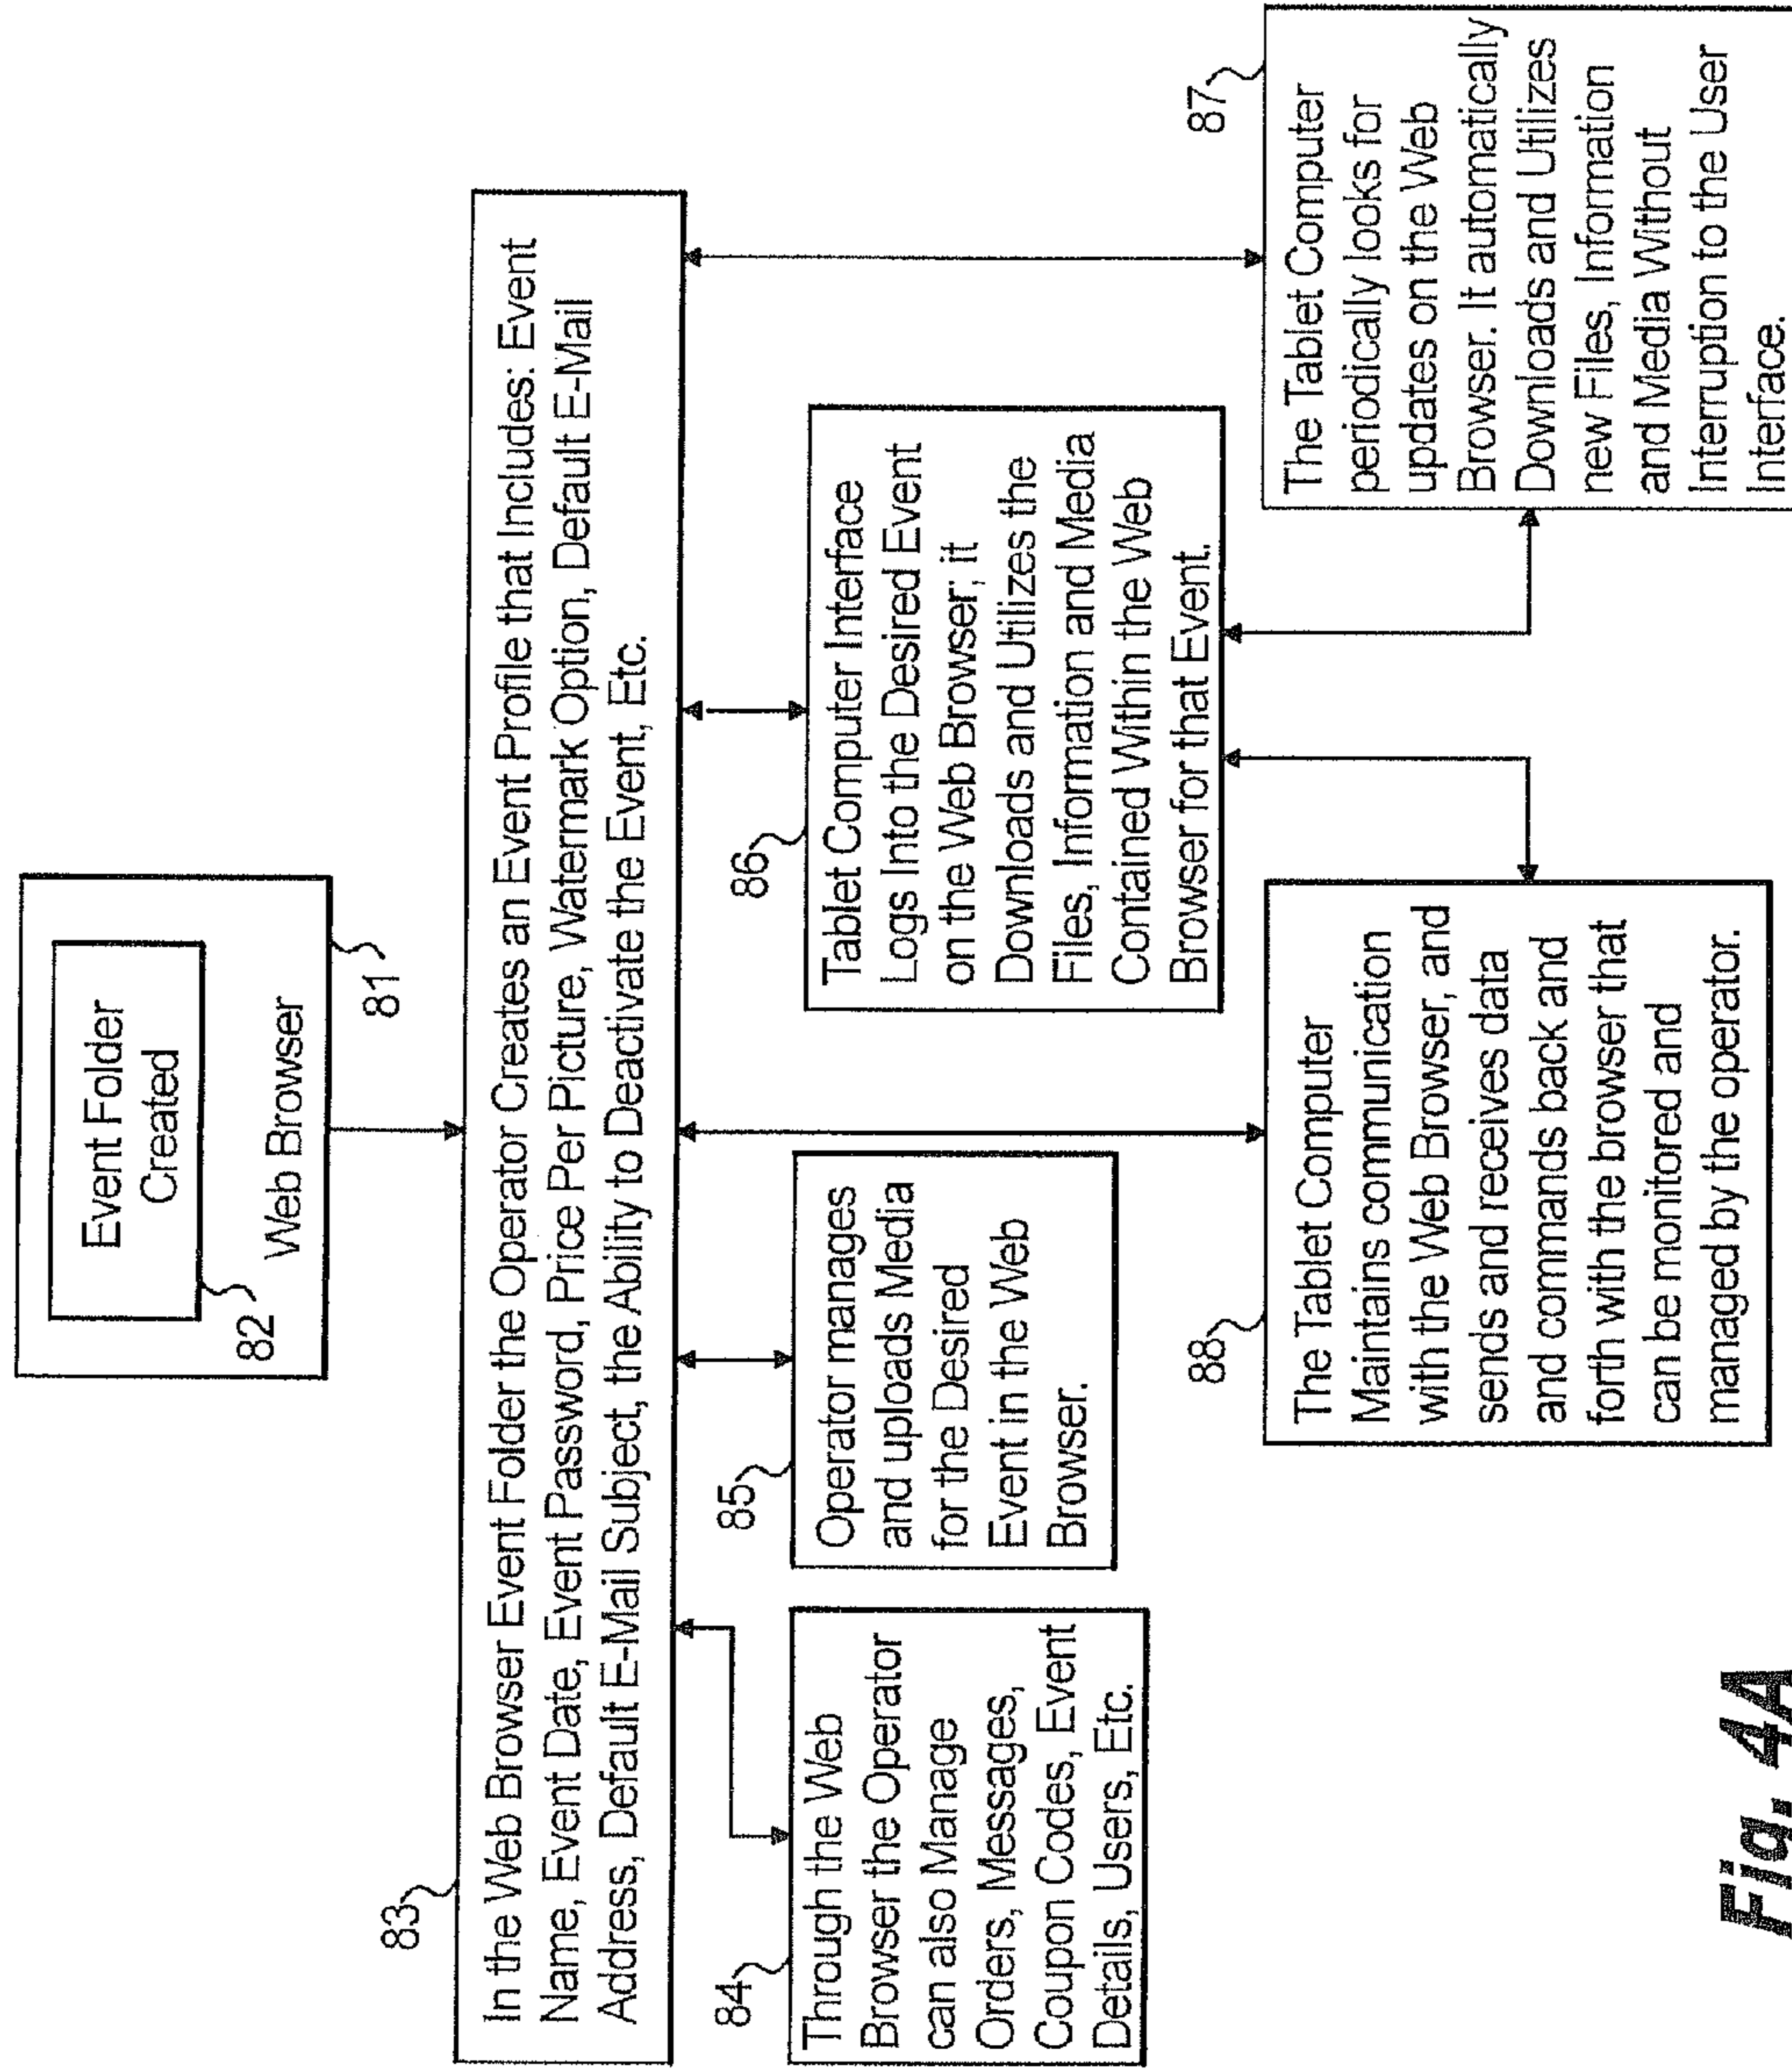 Event Folder
Created
82
Web Browser
81
83
In the Web Browser Event Folder the Operator Creates an Event Profile that Includes: Event
Name, Event Date, Event Password, Price Per Picture, Watermark Option, Default E-Mail
Address, Default E-Mail Subject, the Ability to Deactivate the Event, Etc.
84
Through the Web
Browser the Operator
can also Manage
Orders, Messages,
Coupon Codes, Event
Details, Users, Etc.
85
Operator manages
and uploads Media
for the Desired
Event in the Web
Browser.
86
Tablet Computer Interface
Logs Into the Desired Event
on the Web Browser; it
Downloads and Utilizes the
Files, Information and Media
Contained Within the Web
Browser for that Event.
88
The Tablet Computer
Maintains communication
with the Web Browser, and
sends and receives data
and commands back and
forth with the browser that
can be monitored and
managed by the operator.
87
The Tablet Computer
periodically looks for
updates on the Web
Browser. It automatically
Downloads and Utilizes
new Files, Information
and Media Without
Interruption to the User
Interface.
Fig. 4A